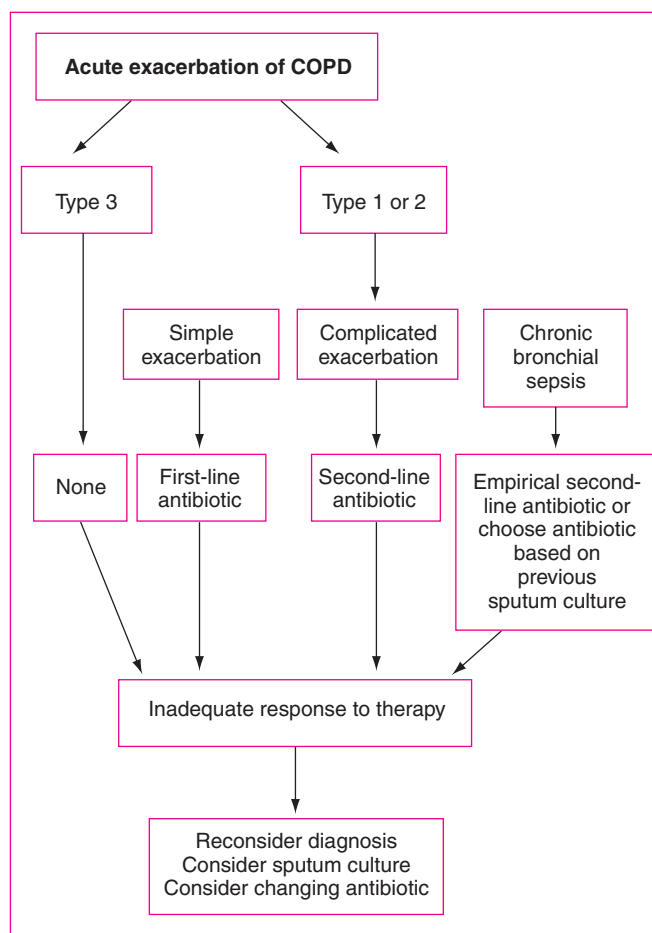 Acute exacerbation of COPD
Type 3
Type 1 or 2
Simple
exacerbation
Complicated
exacerbation
Chronic
bronchial
sepsis
None
First-line
antibiotic
Second-line
antibiotic
Empirical second-
line antibiotic or
choose antibiotic
based on
previous
sputum culture
Inadequate response to therapy
Reconsider diagnosis
Consider sputum culture
Consider changing antibiotic